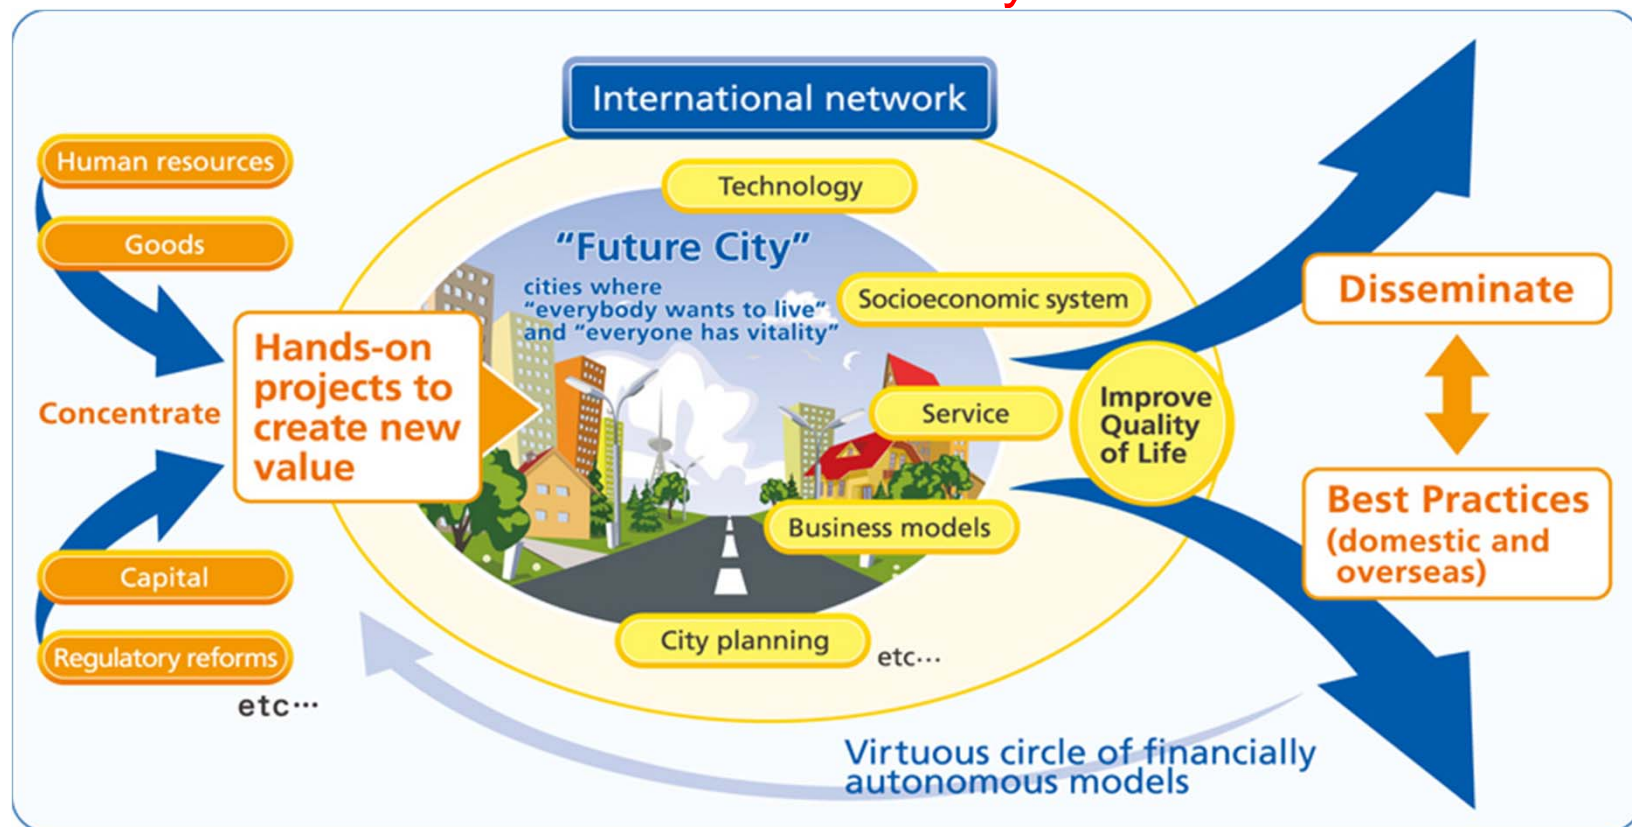 International network
Human resources
Goods
Concentrate
Capital
Regulatory reforms
etc…
Hands-on
projects to
create new
value
Technology
"Future City"
cities where
"everybody wants to live"
and "everyone has vitality"
Socioeconomic system
Service
Business models
City planning
etc…
Improve
Quality
of Life
Disseminate
Best Practices
(domestic and
overseas)
Virtuous circle of financially
autonomous models